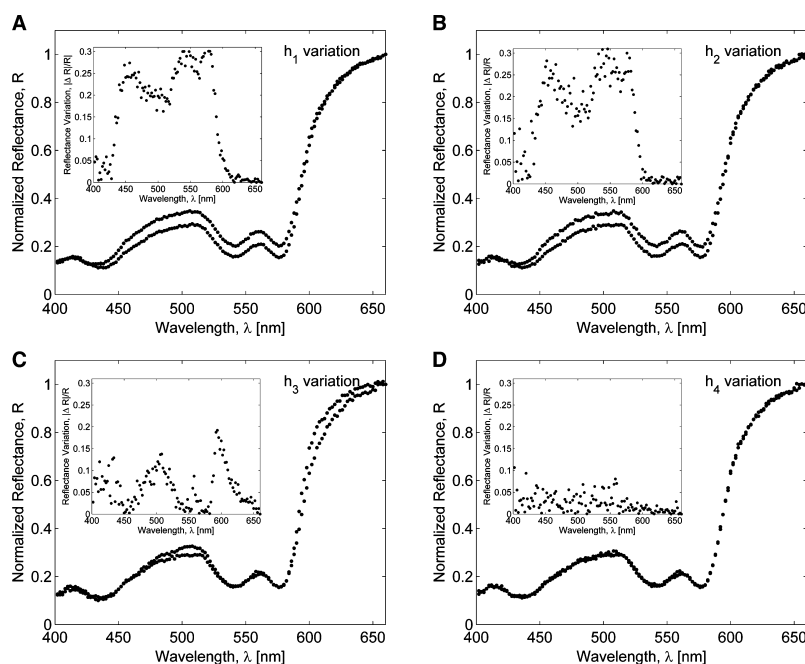 A
h1 variation
Normalized Reflectance, R
1
0.8
0.6
0.4
0.2
0
400 450 500 550 600 650
Wavelength, λ [nm]
Reflectance Variation, |Δ R|/R|
0.3
0.25
0.2
0.15
0.1
0.05
0
400 450 500 550 600 650
Wavelength, λ [nm]
B
h2 variation
Normalized Reflectance, R
1
0.8
0.6
0.4
0.2
0
400 450 500 550 600 650
Wavelength, λ [nm]
Reflectance Variation, |Δ R|/R
0.3
0.25
0.2
0.15
0.1
0.05
0
400 450 500 550 600 650
Wavelength, λ [nm]
C
h3 variation
Normalized Reflectance, R
1
0.8
0.6
0.4
0.2
0
400 450 500 550 600 650
Wavelength, λ [nm]
Reflectance Variation, |Δ R|/R
0.3
0.25
0.2
0.15
0.1
0.05
0
400 450 500 550 600 650
Wavelength, λ [nm]
D
h4 variation
Normalized Reflectance, R
1
0.8
0.6
0.4
0.2
0
400 450 500 550 600 650
Wavelength, λ [nm]
Reflectance Variation, |Δ R|/R
0.3
0.25
0.2
0.15
0.1
0.05
0
400 450 500 550 600 650
Wavelength, λ [nm]